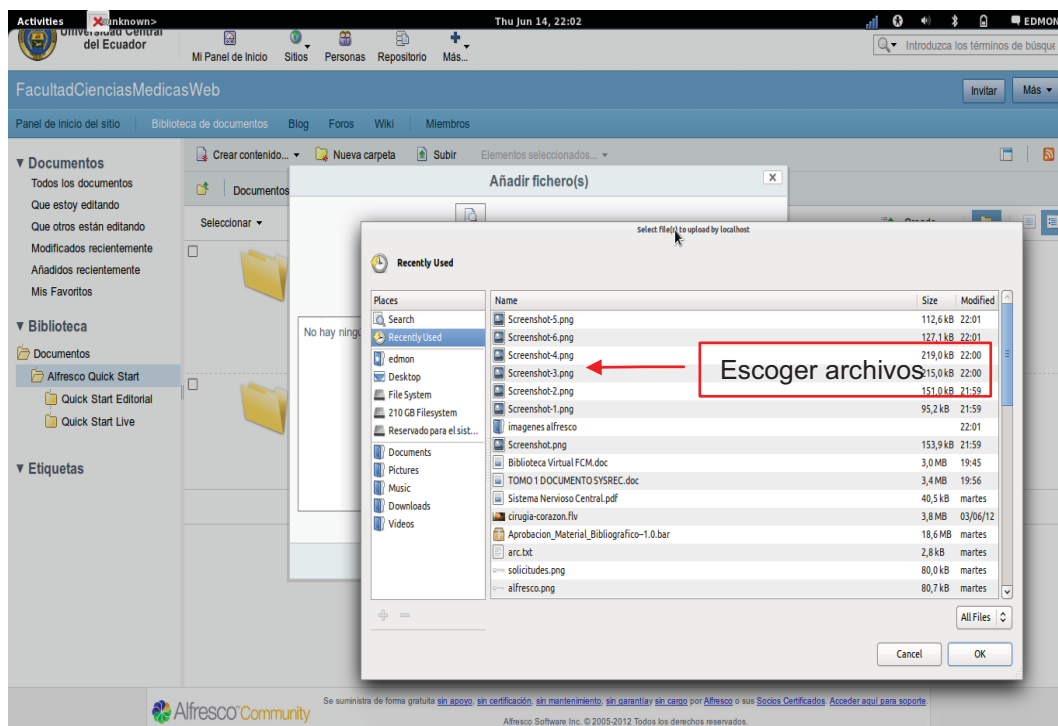 Activities <unknown> Thu Jun 14, 22:02 EDMON
Universidad Central
del Ecuador
Mi Panel de Inicio Sitios Personas Repositorio Más...
Introduzca los términos de búsque
FacultadCienciasMedicasWeb Invitar Más
Panel de inicio del sitio Biblioteca de documentos Blog Foros Wiki Miembros
Documentos
Todos los documentos
Que estoy editando
Que otros están editando
Modificados recientemente
Añadidos recientemente
Mis Favoritos
Biblioteca
Documentos
Alfresco Quick Start
Quick Start Editorial
Quick Start Live
Etiquetas
Crear contenido... Nueva carpeta Subir Elementos seleccionados...
Documentos
Seleccionar
Añadir fichero(s) X
No hay ning
Select file(s) to upload by localhost
Recently Used
Places
Search
Recently Used
edmon
Desktop
File System
210 GB Filesystem
Reservado para el sist...
Documents
Pictures
Music
Downloads
Videos
Name Size Modified
Screenshot-5.png 112,6 kB 22:01
Screenshot-6.png 127,1 kB 22:01
Screenshot-4.png 219,0 kB 22:00
Screenshot-3.png 215,0 kB 22:00
Screenshot-2.png 151,0 kB 21:59
Screenshot-1.png 95,2 kB 21:59
imagenes alfresco 22:01
Screenshot.png 153,9 kB 21:59
Biblioteca Virtual FCM.doc 3,0 MB 19:45
TOMO 1 DOCUMENTO SYSREC.doc 3,4 MB 19:56
Sistema Nervioso Central.pdf 40,5 kB martes
cirugia-corazon.flv 3,8 MB 03/06/12
Aprobacion_Material_Bibliografico–1.0.bar 18,6 MB martes
arc.txt 2,8 kB martes
solicitudes.png 80,0 kB martes
alfresco.png 80,7 kB martes
Escoger archivos
All Files
Cancel OK
Alfresco Community
Se suministra de forma gratuita sin apoyo, sin certificación, sin mantenimiento, sin garantía y sin cargo por Alfresco o sus Socios Certificados. Acceder aquí para soporte.
Alfresco Software Inc. © 2005-2012 Todos los derechos reservados.